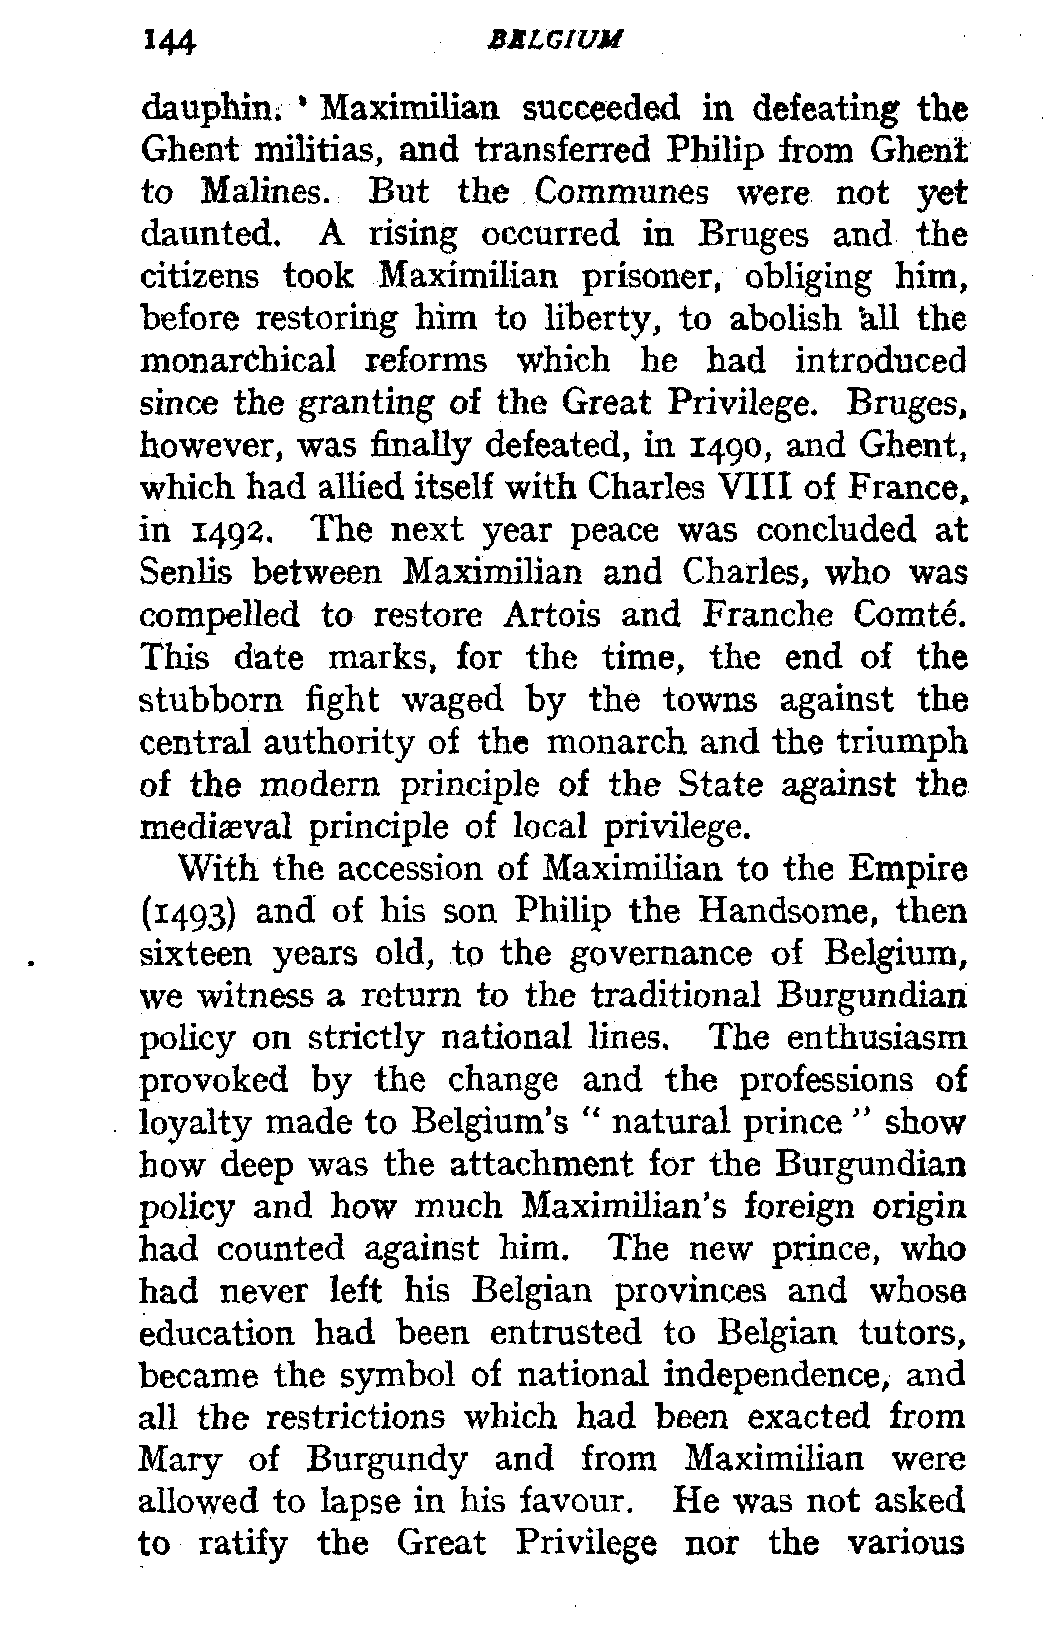 144 BELGIUM
dauphin. Maximilian succeeded in defeating the
Ghent militias, and transferred Philip from Ghent
to Malines. But the Communes were not yet
daunted. A rising occurred in Bruges and the
citizens took Maximilian prisoner, obliging him,
before restoring him to liberty, to abolish all the
monarchical reforms which he had introduced
since the granting of the Great Privilege. Bruges,
however, was finally defeated, in 1490, and Ghent,
which had allied itself with Charles VIII of France,
in 1492. The next year peace was concluded at
Senlis between Maximilian and Charles, who was
compelled to restore Artois and Franche Comté.
This date marks, for the time, the end of the
stubborn fight waged by the towns against the
central authority of the monarch and the triumph
of the modern principle of the State against the
mediæval principle of local privilege.
With the accession of Maximilian to the Empire
(1493) and of his son Philip the Handsome, then
sixteen years old, to the governance of Belgium,
we witness a return to the traditional Burgundian
policy on strictly national lines. The enthusiasm
provoked by the change and the professions of
loyalty made to Belgium's " natural prince " show
how deep was the attachment for the Burgundian
policy and how much Maximilian's foreign origin
had counted against him. The new prince, who
had never left his Belgian provinces and whose
education had been entrusted to Belgian tutors,
became the symbol of national independence, and
all the restrictions which had been exacted from
Mary of Burgundy and from Maximilian were
allowed to lapse in his favour. He was not asked
to ratify the Great Privilege nor the various